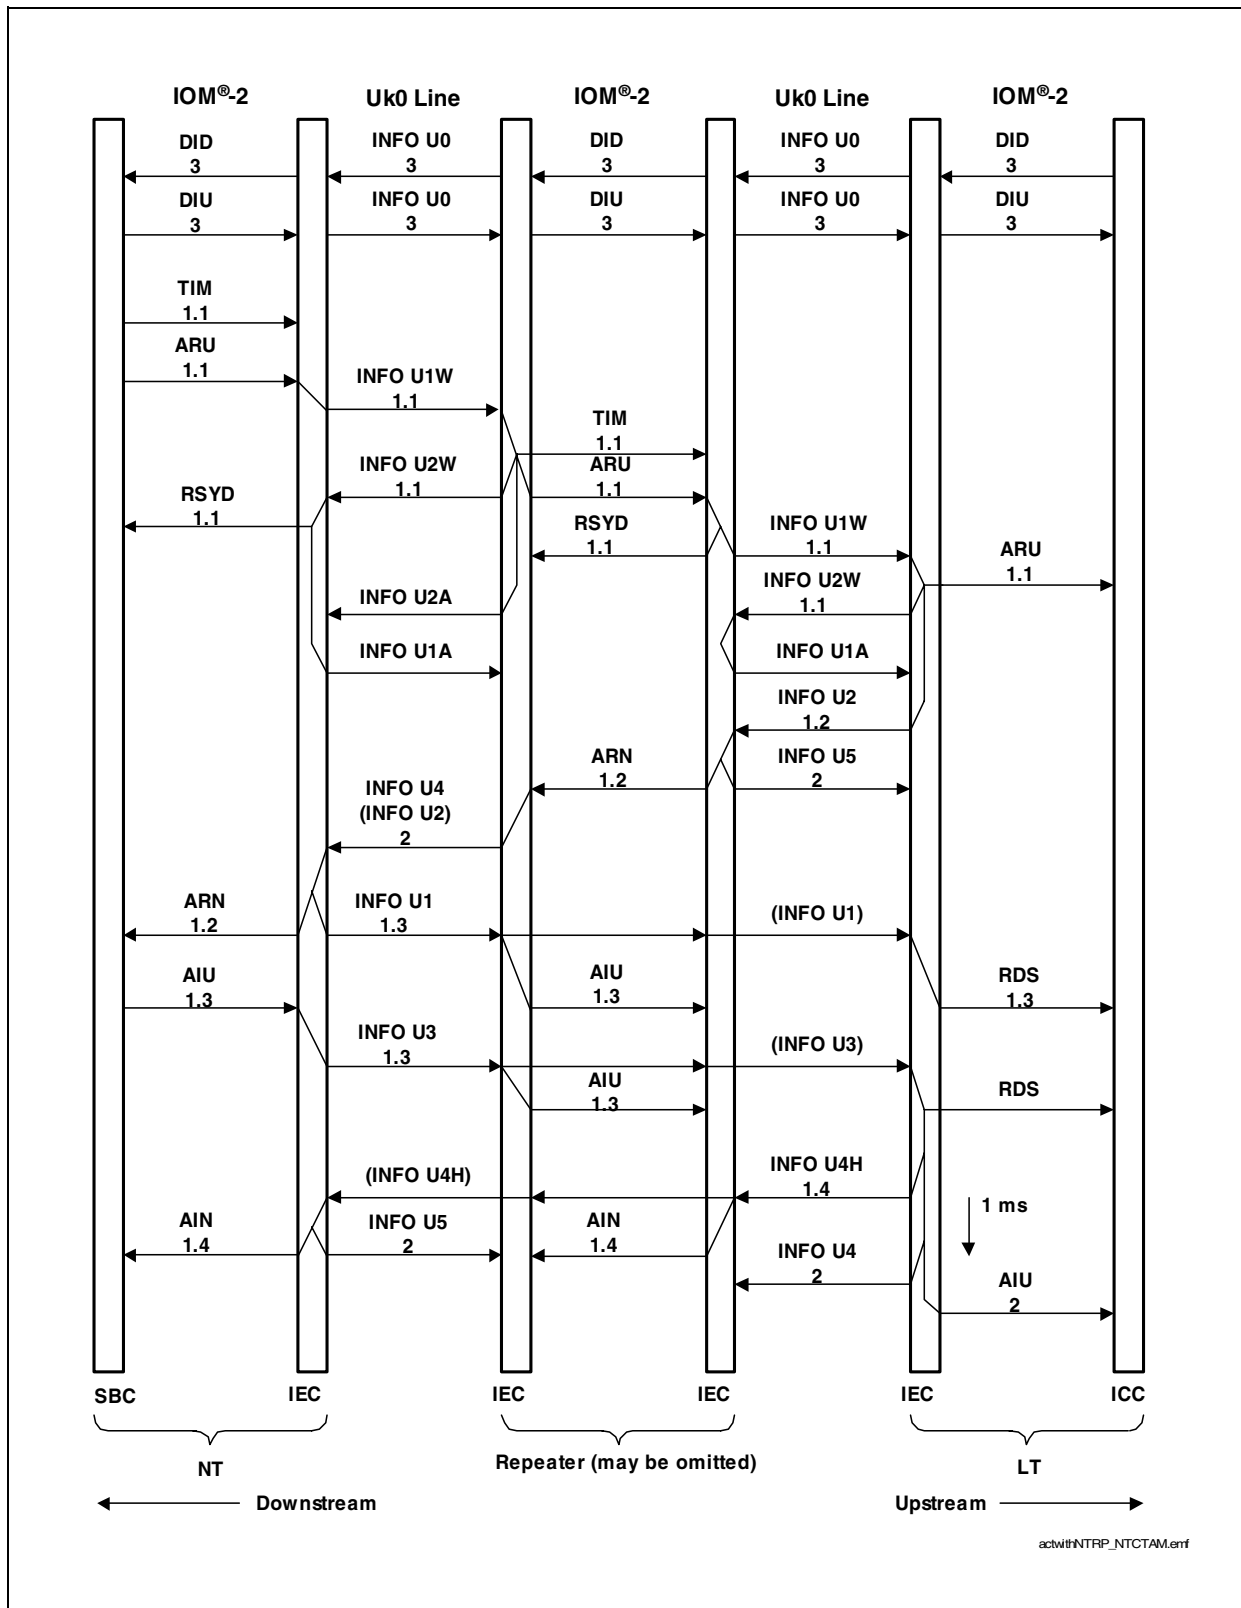 IOM®-2
Uk0 Line
IOM®-2
Uk0 Line
IOM®-2
DID
3
INFO U0
3
DID
3
INFO U0
3
DID
3
DIU
3
INFO U0
3
DIU
3
INFO U0
3
DIU
3
TIM
1.1
ARU
1.1
INFO U1W
1.1
TIM
1.1
INFO U2W
1.1
ARU
1.1
RSYD
1.1
RSYD
1.1
INFO U1W
1.1
ARU
1.1
INFO U2A
INFO U2W
1.1
INFO U1A
INFO U1A
INFO U2
1.2
ARN
1.2
INFO U5
2
INFO U4
(INFO U2)
2
ARN
1.2
INFO U1
1.3
(INFO U1)
AIU
1.3
AIU
1.3
RDS
1.3
INFO U3
1.3
(INFO U3)
AIU
1.3
RDS
(INFO U4H)
INFO U4H
1.4
1 ms
AIN
1.4
INFO U5
2
AIN
1.4
INFO U4
2
AIU
2
SBC
IEC
IEC
IEC
IEC
ICC
NT
Repeater (may be omitted)
LT
Downstream
Upstream
actwithNTRP_NTCTAM.emf